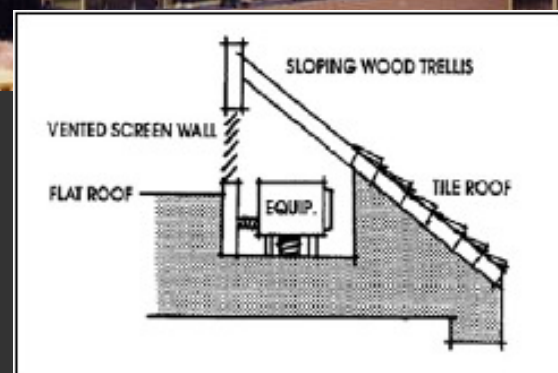 SLOPING WOOD TRELLIS
VENTED SCREEN WALL
FLAT ROOF
EQUIP.
TILE ROOF